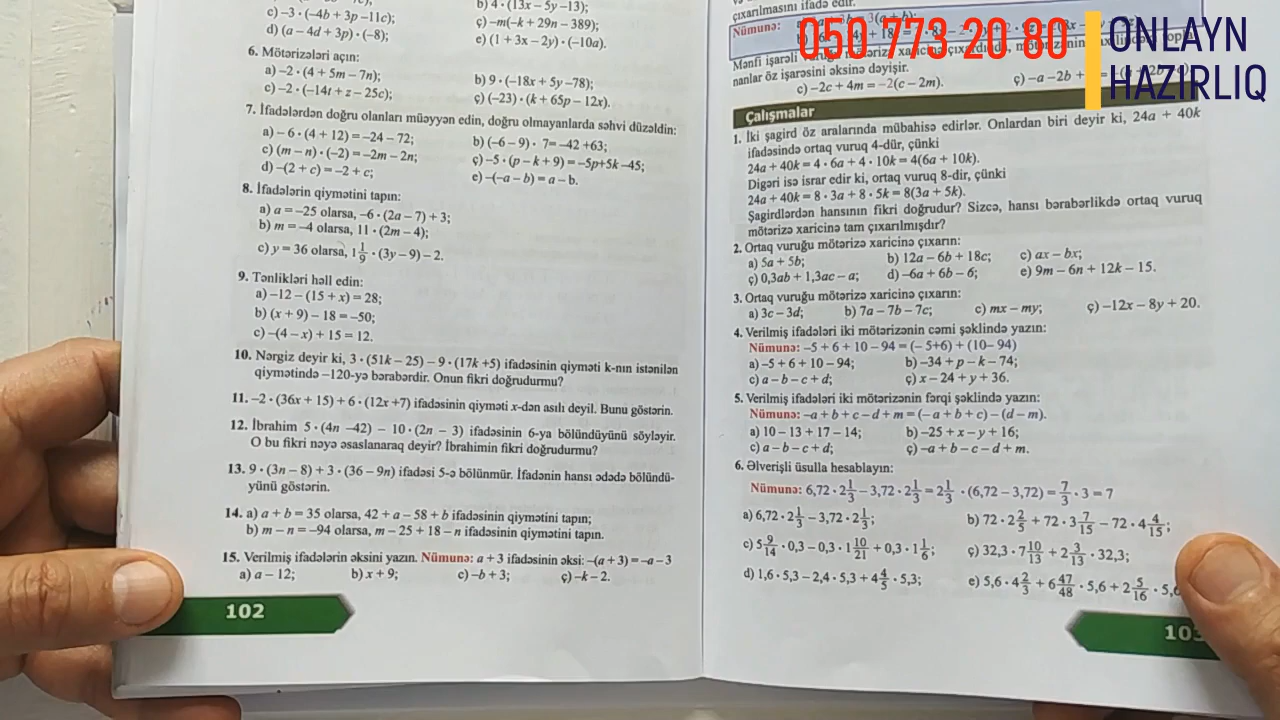 c) –3 · (–4b + 3p –11c);
d) (a – 4d + 3p) · (–8);
b) 4 · (13x – 5y –13);
ç) –m(–k + 29n – 389);
e) (1 + 3x – 2y) · (–10a).
6. Mötərizələri açın:
a) –2 · (4 + 5m – 7n);
b) 9 · (–18x + 5y –78);
c) –2 · (–14t + z – 25c);
ç) (–23) · (k + 65p – 12x).
7. İfadələrdən doğru olanları müəyyən edin, doğru olmayanlarda səhvi düzəldin:
a) – 6 · (4 + 12) = –24 – 72;
b) (–6 – 9) · 7= –42 +63;
c) (m – n) · (–2) = –2m – 2n;
ç) –5 · (p – k + 9) = –5p+5k –45;
d) –(2 + c) = –2 + c;
e) –(–a – b) = a – b.
8. İfadələrin qiymətini tapın:
a) a = –25 olarsa, –6 · (2a – 7) + 3;
b) m = –4 olarsa, 11 · (2m – 4);
c) y = 36 olarsa, 1 1/9 · (3y – 9) – 2.
9. Tənlikləri həll edin:
a) –12 – (15 + x) = 28;
b) (x + 9) – 18 = –50;
c) –(4 – x) + 15 = 12.
10. Nərgiz deyir ki, 3 · (51k – 25) – 9 · (17k +5) ifadəsinin qiyməti k-nın istənilən
qiymətində –120-yə bərabərdir. Onun fikri doğrudurmu?
11. –2 · (36x + 15) + 6 · (12x +7) ifadəsinin qiyməti x-dən asılı deyil. Bunu göstərin.
12. İbrahim 5 · (4n –42) – 10 · (2n – 3) ifadəsinin 6-ya bölündüyünü söyləyir.
O bu fikri nəyə əsaslanaraq deyir? İbrahimin fikri doğrudurmu?
13. 9 · (3n – 8) + 3 · (36 – 9n) ifadəsi 5-ə bölünmür. İfadənin hansı ədədə bölündü-
yünü göstərin.
14. a) a + b = 35 olarsa, 42 + a – 58 + b ifadəsinin qiymətini tapın;
b) m – n = –94 olarsa, m – 25 + 18 – n ifadəsinin qiymətini tapın.
15. Verilmiş ifadələrin əksini yazın. Nümunə: a + 3 ifadəsinin əksi: –(a + 3) = –a – 3
a) a – 12;
b) x + 9;
c) –b + 3;
ç) –k – 2.
102
çıxarılmasını ifadə edir.
Nümunə:
050 773 20 80
ONLAYN
HAZIRLIQ
Mənfi işarəli
nanlar öz işarəsini əksinə dəyişir.
c) –2c + 4m = –2(c – 2m).
ç) –a – 2b +
Çalışmalar
1. İki şagird öz aralarında mübahisə edirlər. Onlardan biri deyir ki, 24a + 40k
ifadəsində ortaq vuruq 4-dür, çünki
24a + 40k = 4 · 6a + 4 · 10k = 4(6a + 10k).
Digəri isə israr edir ki, ortaq vuruq 8-dir, çünki
24a + 40k = 8 · 3a + 8 · 5k = 8(3a + 5k).
Şagirdlərdən hansının fikri doğrudur? Sizcə, hansı bərabərlikdə ortaq vuruq
mötərizə xaricinə tam çıxarılmışdır?
2. Ortaq vuruğu mötərizə xaricinə çıxarın:
a) 5a + 5b;
b) 12a – 6b + 18c;
c) ax – bx;
ç) 0,3ab + 1,3ac – a;
d) –6a + 6b – 6;
e) 9m – 6n + 12k – 15.
3. Ortaq vuruğu mötərizə xaricinə çıxarın:
a) 3c – 3d;
b) 7a – 7b – 7c;
c) mx – my;
ç) –12x – 8y + 20.
4. Verilmiş ifadələri iki mötərizənin cəmi şəklində yazın:
Nümunə: –5 + 6 + 10 – 94 = (– 5+6) + (10– 94)
a) –5 + 6 + 10 – 94;
b) –34 + p – k – 74;
c) a – b – c + d;
ç) x – 24 + y + 36.
5. Verilmiş ifadələri iki mötərizənin fərqi şəklində yazın:
Nümunə: –a + b + c – d + m = (– a + b + c) – (d – m).
a) 10 – 13 + 17 – 14;
b) –25 + x – y + 16;
c) a – b – c + d;
ç) –a + b – c – d + m.
6. Əlverişli üsulla hesablayın:
Nümunə: 6,72 · 2 1/3 – 3,72 · 2 1/3 = 2 1/3 · (6,72 – 3,72) = 7/3 · 3 = 7
a) 6,72 · 2 1/3 – 3,72 · 2 1/3;
b) 72 · 2 2/5 + 72 · 3 7/15 – 72 · 4 4/15;
c) 5 9/14 · 0,3 – 0,3 · 1 10/21 + 0,3 · 1 1/6;
ç) 32,3 · 7 10/13 + 2 3/13 · 32,3;
d) 1,6 · 5,3 – 2,4 · 5,3 + 4 4/5 · 5,3;
e) 5,6 · 4 2/3 + 6 47/48 · 5,6 + 2 5/16 · 5,6
103